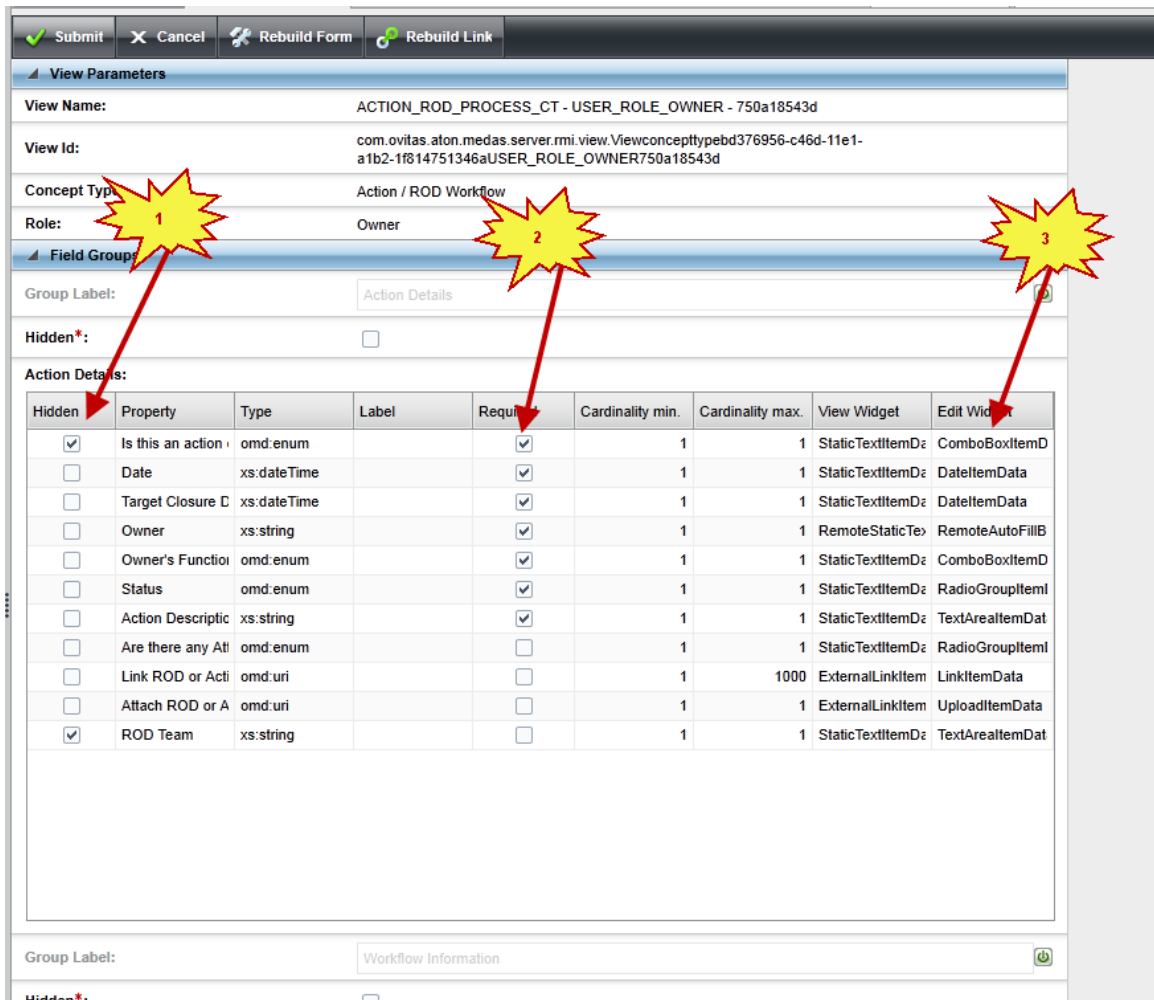 Submit Cancel Rebuild Form Rebuild Link
View Parameters
View Name: ACTION_ROD_PROCESS_CT - USER_ROLE_OWNER - 750a18543d
View Id: com.ovitas.aton.medas.server.rmi.view.Viewconcepttypebd376956-c46d-11e1-
a1b2-1f814751346aUSER_ROLE_OWNER750a18543d
Concept Typ Action / ROD Workflow
1 2 3
Role: Owner
Field Groups
Group Label: Action Details
Hidden*:
Action Details:
Hidden Property Type Label Required Cardinality min. Cardinality max. View Widget Edit Widget
Is this an action omd:enum 1 1 StaticTextItemDa ComboBoxItemD
Date xs:dateTime 1 1 StaticTextItemDa DateItemData
Target Closure D xs:dateTime 1 1 StaticTextItemDa DateItemData
Owner xs:string 1 1 RemoteStaticTex RemoteAutoFillB
Owner's Function omd:enum 1 1 StaticTextItemDa ComboBoxItemD
Status omd:enum 1 1 StaticTextItemDa RadioGroupItemI
Action Descriptic xs:string 1 1 StaticTextItemDa TextAreaItemDat
Are there any Att omd:enum 1 1 StaticTextItemDa RadioGroupItemI
Link ROD or Acti omd:uri 1 1000 ExternalLinkItem LinkItemData
Attach ROD or A omd:uri 1 1 ExternalLinkItem UploadItemData
ROD Team xs:string 1 1 StaticTextItemDa TextAreaItemDat
Group Label: Workflow Information
Hidden*: